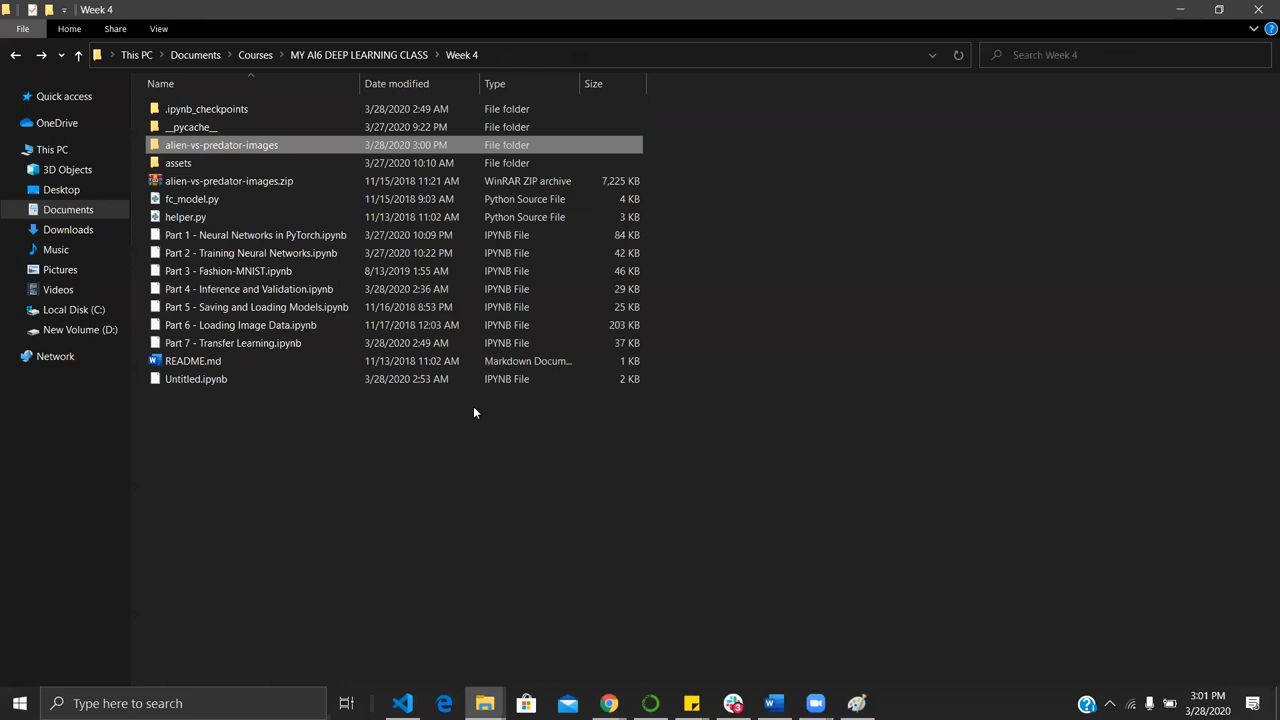 Week 4
File Home Share View
This PC Documents Courses MY AI6 DEEP LEARNING CLASS Week 4 Search Week 4
Name Date modified Type Size
Quick access
OneDrive
This PC
3D Objects
Desktop
Documents
Downloads
Music
Pictures
Videos
Local Disk (C:)
New Volume (D:)
Network
.ipynb_checkpoints 3/28/2020 2:49 AM File folder
__pycache__ 3/27/2020 9:22 PM File folder
alien-vs-predator-images 3/28/2020 3:00 PM File folder
assets 3/27/2020 10:10 AM File folder
alien-vs-predator-images.zip 11/15/2018 11:21 AM WinRAR ZIP archive 7,225 KB
fc_model.py 11/15/2018 9:03 AM Python Source File 4 KB
helper.py 11/13/2018 11:02 AM Python Source File 3 KB
Part 1 - Neural Networks in PyTorch.ipynb 3/27/2020 10:09 PM IPYNB File 84 KB
Part 2 - Training Neural Networks.ipynb 3/27/2020 10:22 PM IPYNB File 42 KB
Part 3 - Fashion-MNIST.ipynb 8/13/2019 1:55 AM IPYNB File 46 KB
Part 4 - Inference and Validation.ipynb 3/28/2020 2:36 AM IPYNB File 29 KB
Part 5 - Saving and Loading Models.ipynb 11/16/2018 8:53 PM IPYNB File 25 KB
Part 6 - Loading Image Data.ipynb 11/17/2018 12:03 AM IPYNB File 203 KB
Part 7 - Transfer Learning.ipynb 3/28/2020 2:49 AM IPYNB File 37 KB
README.md 11/13/2018 11:02 AM Markdown Docum... 1 KB
Untitled.ipynb 3/28/2020 2:53 AM IPYNB File 2 KB
Type here to search
3:01 PM
3/28/2020